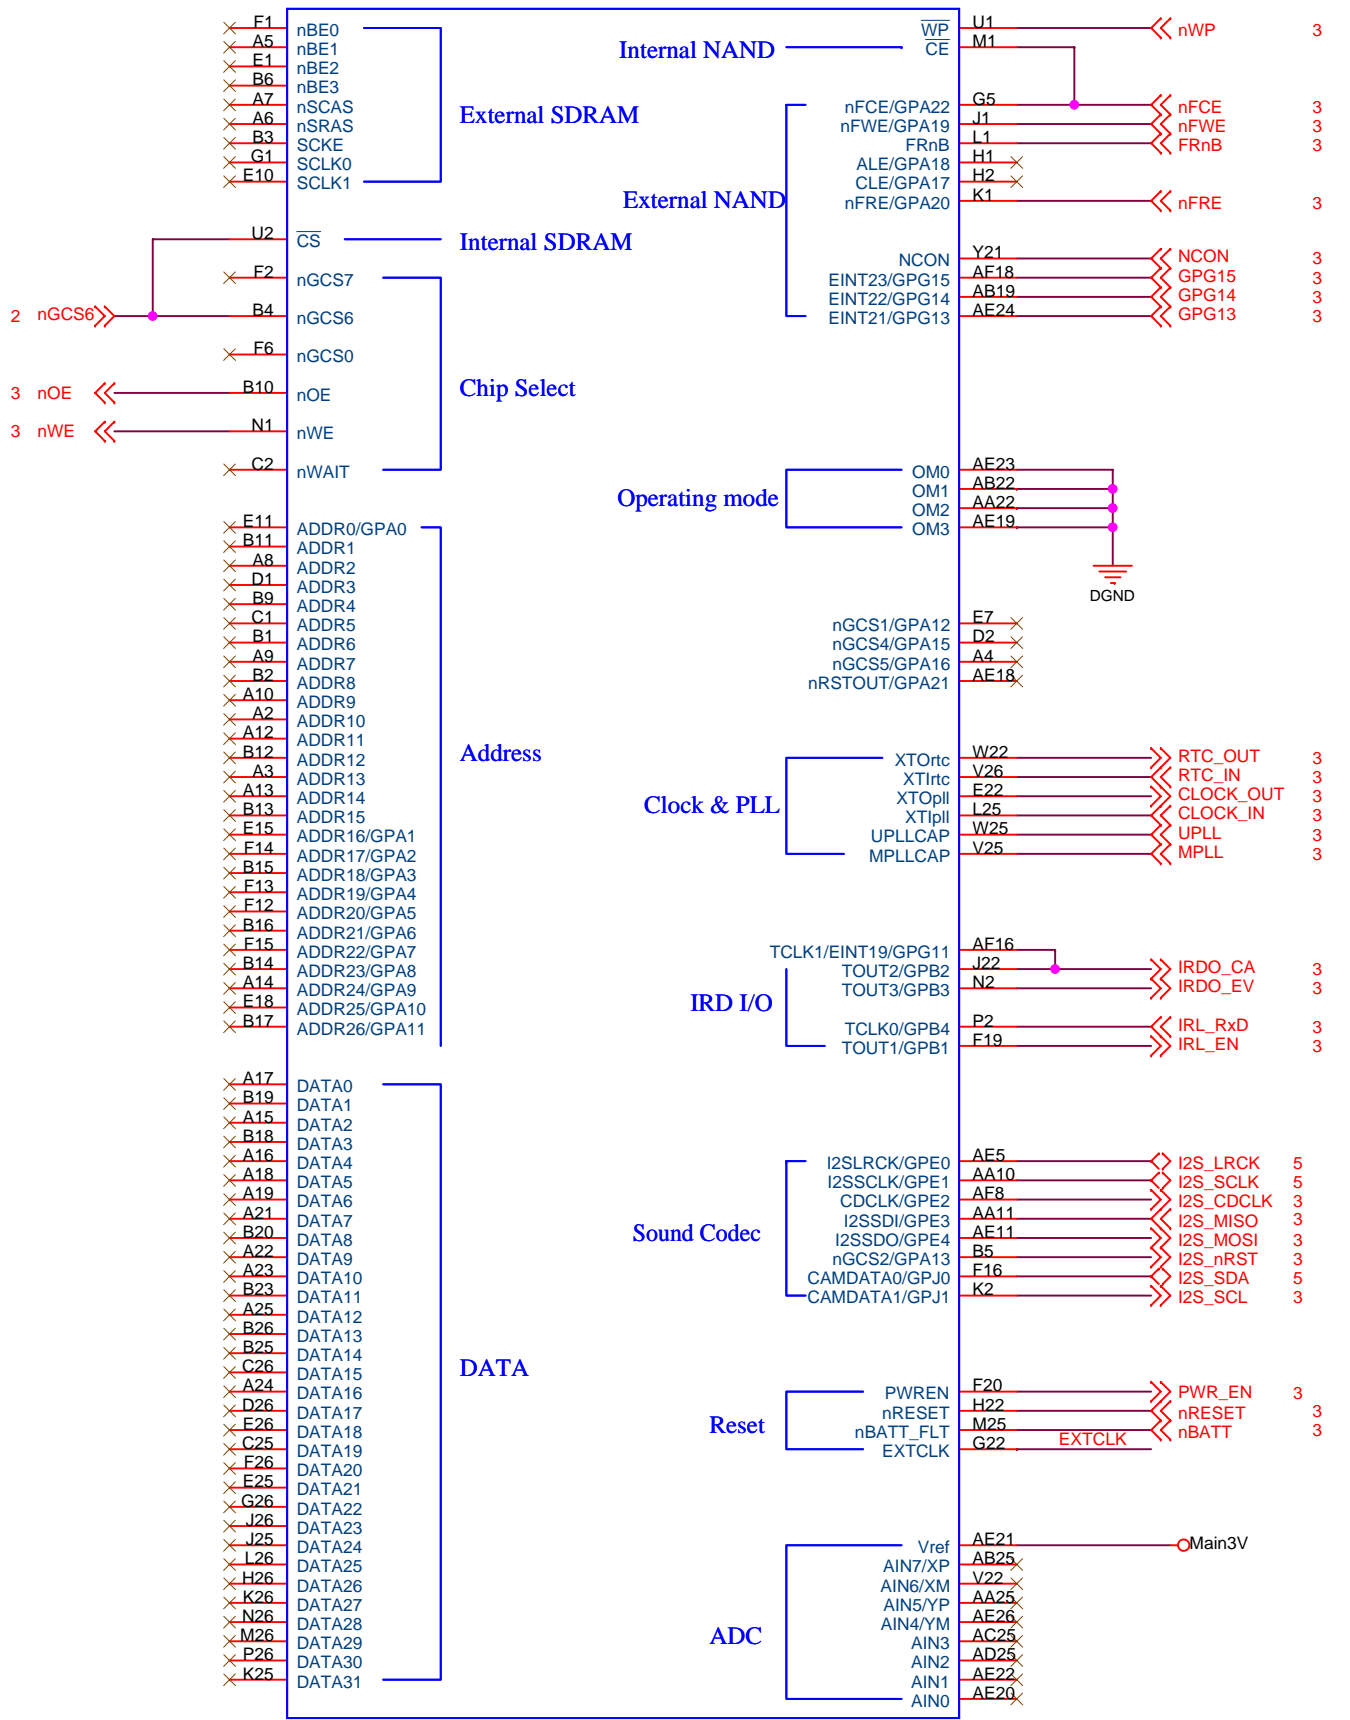 F1 nBE0
A5 nBE1
E1 nBE2
B6 nBE3
A7 nSCAS
A6 nSRAS
B3 SCKE
G1 SCLK0
E10 SCLK1
External SDRAM
U2 CS
Internal SDRAM
F2 nGCS7
2 nGCS6 B4 nGCS6
F6 nGCS0
3 nOE B10 nOE
3 nWE N1 nWE
C2 nWAIT
Chip Select
E11 ADDR0/GPA0
B11 ADDR1
A8 ADDR2
D1 ADDR3
B9 ADDR4
C1 ADDR5
B1 ADDR6
A9 ADDR7
B2 ADDR8
A10 ADDR9
A2 ADDR10
A12 ADDR11
B12 ADDR12
A3 ADDR13
A13 ADDR14
B13 ADDR15
E15 ADDR16/GPA1
F14 ADDR17/GPA2
B15 ADDR18/GPA3
F13 ADDR19/GPA4
F12 ADDR20/GPA5
B16 ADDR21/GPA6
F15 ADDR22/GPA7
B14 ADDR23/GPA8
A14 ADDR24/GPA9
E18 ADDR25/GPA10
B17 ADDR26/GPA11
Address
A17 DATA0
B19 DATA1
A15 DATA2
B18 DATA3
A16 DATA4
A18 DATA5
A19 DATA6
A21 DATA7
B20 DATA8
A22 DATA9
A23 DATA10
B23 DATA11
A25 DATA12
B26 DATA13
B25 DATA14
C26 DATA15
A24 DATA16
D26 DATA17
E26 DATA18
C25 DATA19
F26 DATA20
E25 DATA21
G26 DATA22
J26 DATA23
J25 DATA24
L26 DATA25
H26 DATA26
K26 DATA27
N26 DATA28
M26 DATA29
P26 DATA30
K25 DATA31
DATA
WP U1 nWP 3
Internal NAND CE M1
nFCE/GPA22 G5 nFCE 3
nFWE/GPA19 J1 nFWE 3
FRnB L1 FRnB 3
ALE/GPA18 H1
CLE/GPA17 H2
External NAND
nFRE/GPA20 K1 nFRE 3
NCON Y21 NCON 3
EINT23/GPG15 AF18 GPG15 3
EINT22/GPG14 AB19 GPG14 3
EINT21/GPG13 AE24 GPG13 3
Operating mode
OM0 AE23
OM1 AB22
OM2 AA22
OM3 AE19
DGND
nGCS1/GPA12 E7
nGCS4/GPA15 D2
nGCS5/GPA16 A4
nRSTOUT/GPA21 AE18
Clock & PLL
XTOrtc W22 RTC_OUT 3
XTIrtc V26 RTC_IN 3
XTOpll E22 CLOCK_OUT 3
XTIpll L25 CLOCK_IN 3
UPLLCAP W25 UPLL 3
MPLLCAP V25 MPLL 3
IRD I/O
TCLK1/EINT19/GPG11 AF16
TOUT2/GPB2 J22 IRDO_CA 3
TOUT3/GPB3 N2 IRDO_EV 3
TCLK0/GPB4 P2 IRL_RxD 3
TOUT1/GPB1 F19 IRL_EN 3
Sound Codec
I2SLRCK/GPE0 AE5 I2S_LRCK 5
I2SSCLK/GPE1 AA10 I2S_SCLK 5
CDCLK/GPE2 AF8 I2S_CDCLK 3
I2SSDI/GPE3 AA11 I2S_MISO 3
I2SSDO/GPE4 AE11 I2S_MOSI 3
nGCS2/GPA13 B5 I2S_nRST 3
CAMDATA0/GPJ0 F16 I2S_SDA 5
CAMDATA1/GPJ1 K2 I2S_SCL 3
Reset
PWREN F20 PWR_EN 3
nRESET H22 nRESET 3
nBATT_FLT M25 nBATT 3
EXTCLK G22 EXTCLK
ADC
Vref AE21 Main3V
AIN7/XP AB25
AIN6/XM V22
AIN5/YP AA25
AIN4/YM AE26
AIN3 AC25
AIN2 AD25
AIN1 AE22
AIN0 AE20